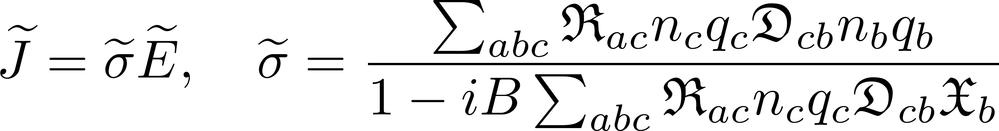 \widetilde{J} = \widetilde{\sigma}\widetilde{E}, \quad \widetilde{\sigma} = \frac{\sum_{abc} \mathfrak{R}_{ac} n_c q_c \mathfrak{D}_{cb} n_b q_b}{1 - iB \sum_{abc} \mathfrak{R}_{ac} n_c q_c \mathfrak{D}_{cb} \mathfrak{X}_b}